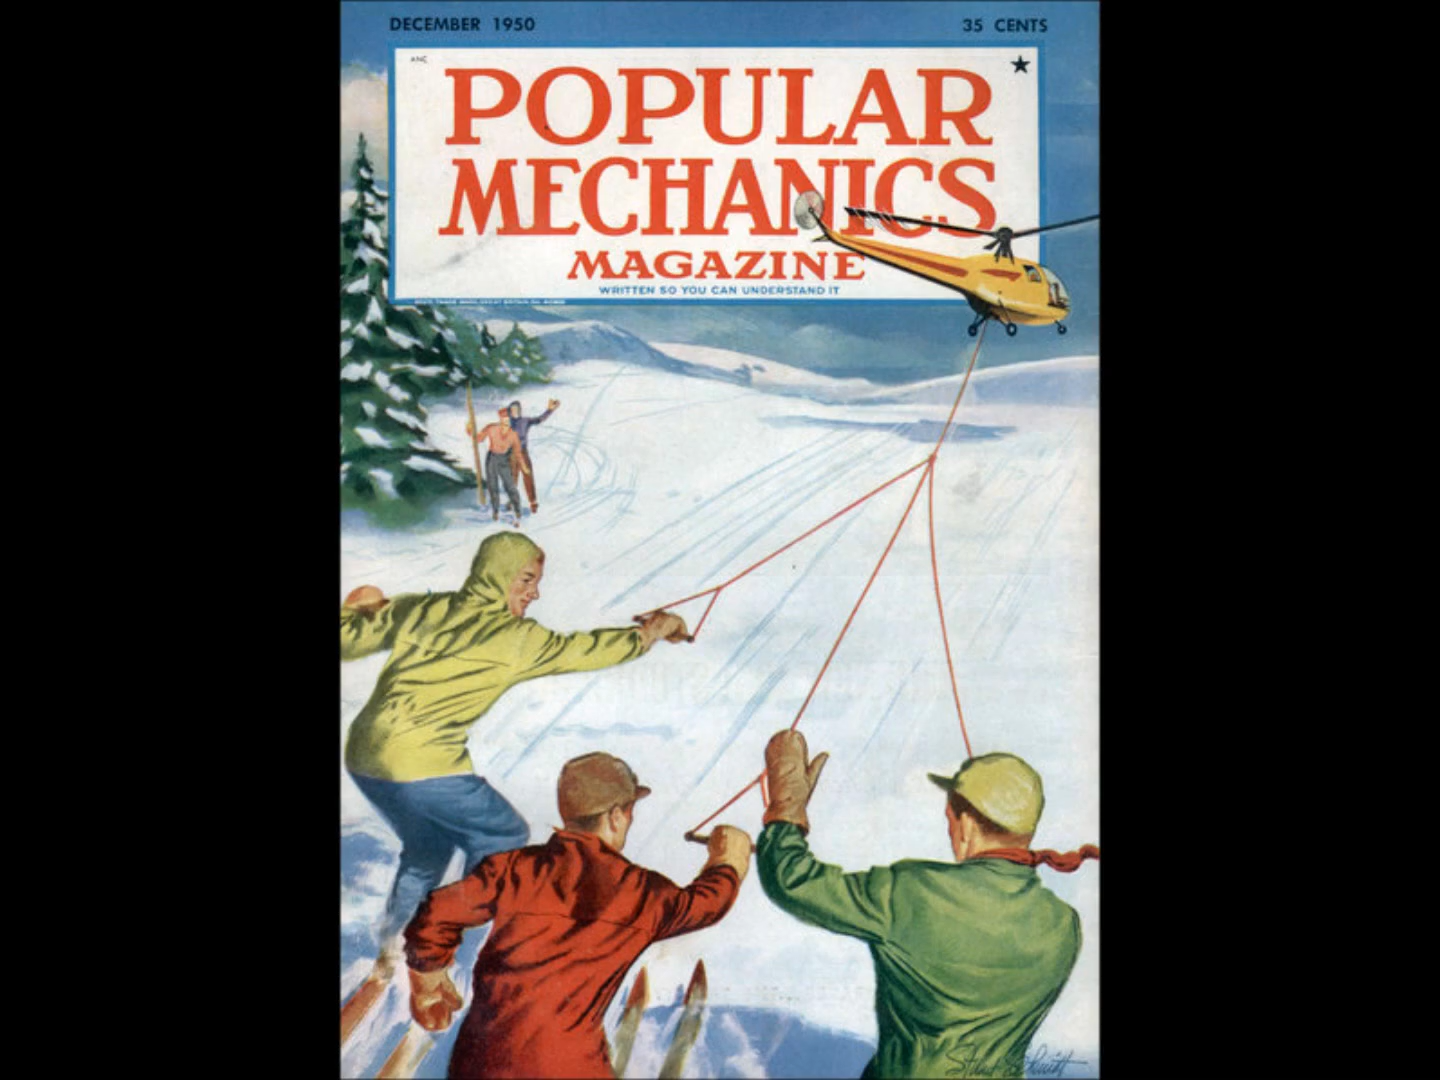 DECEMBER 1950
35 CENTS
POPULAR
MECHANICS
MAGAZINE
WRITTEN SO YOU CAN UNDERSTAND IT